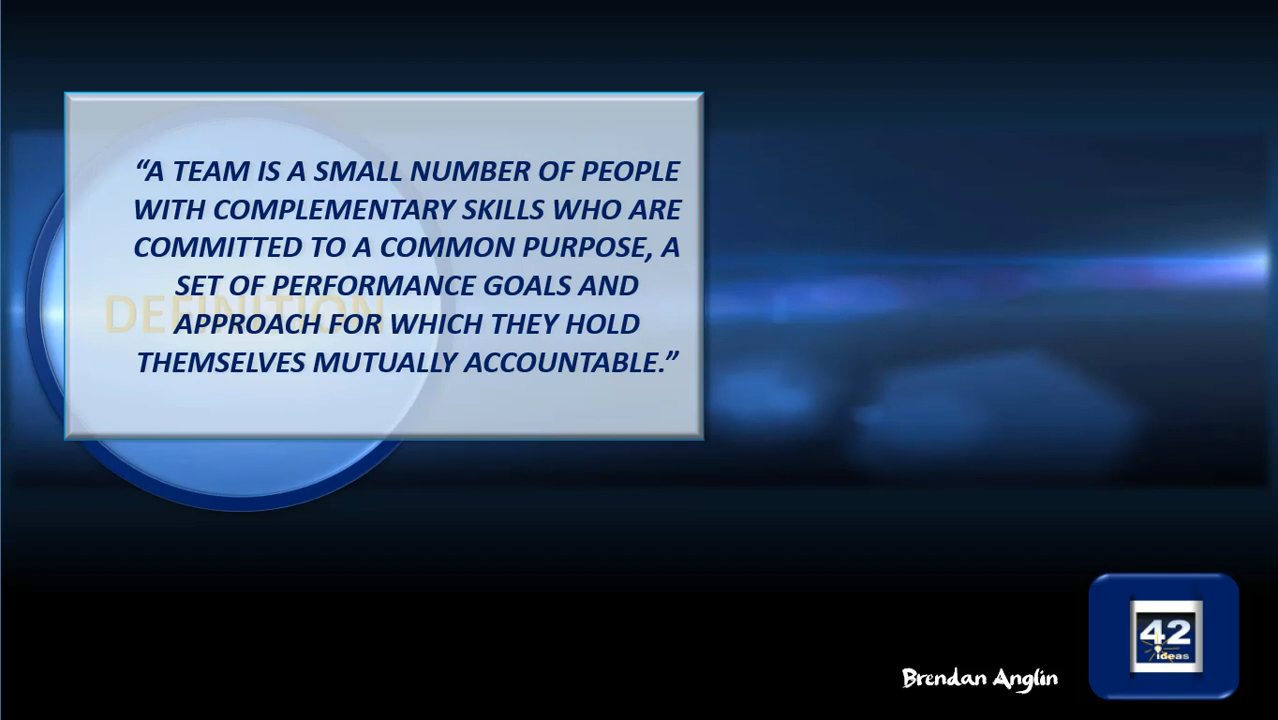 “A TEAM IS A SMALL NUMBER OF PEOPLE
WITH COMPLEMENTARY SKILLS WHO ARE
COMMITTED TO A COMMON PURPOSE, A
SET OF PERFORMANCE GOALS AND
DEFINITION
APPROACH FOR WHICH THEY HOLD
THEMSELVES MUTUALLY ACCOUNTABLE.”
42
ideas
Brendan Anglin